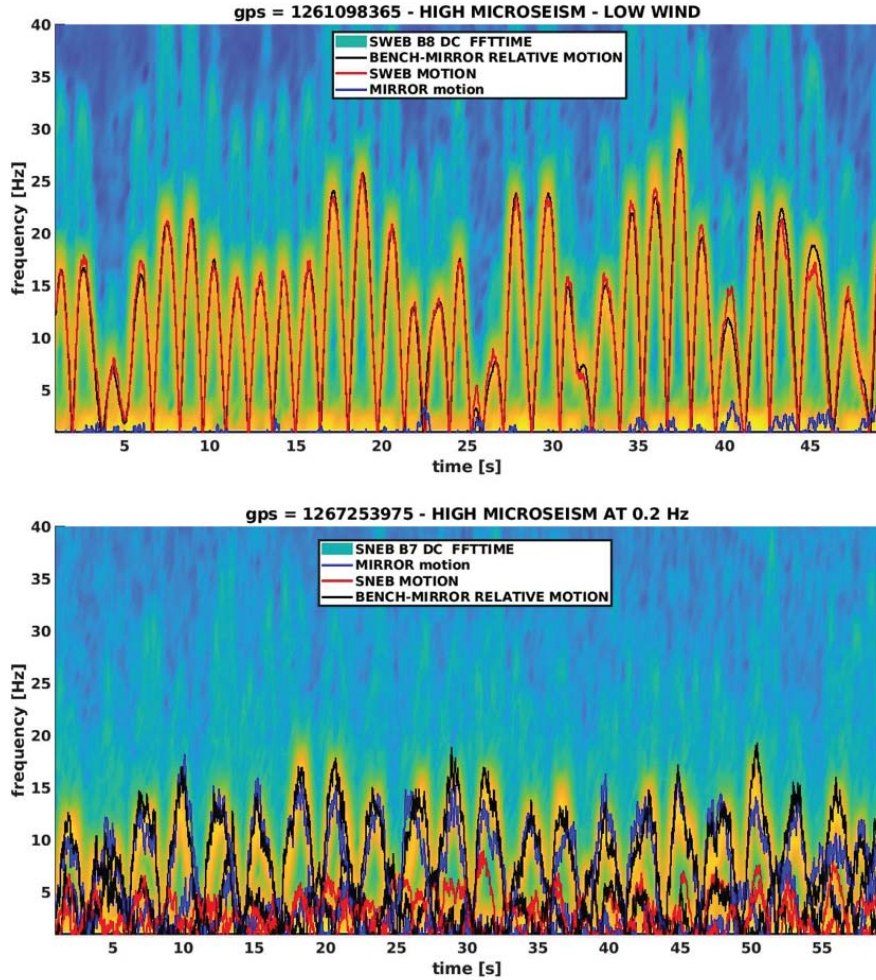 gps = 1261098365 - HIGH MICROSEISM - LOW WIND
SWEB B8 DC FFTTIME
BENCH-MIRROR RELATIVE MOTION
SWEB MOTION
MIRROR motion
frequency [Hz]
40
35
30
25
20
15
10
5
5 10 15 20 25 30 35 40 45
time [s]
gps = 1267253975 - HIGH MICROSEISM AT 0.2 Hz
SNEB B7 DC FFTTIME
MIRROR motion
SNEB MOTION
BENCH-MIRROR RELATIVE MOTION
frequency [Hz]
40
35
30
25
20
15
10
5
5 10 15 20 25 30 35 40 45 50 55
time [s]